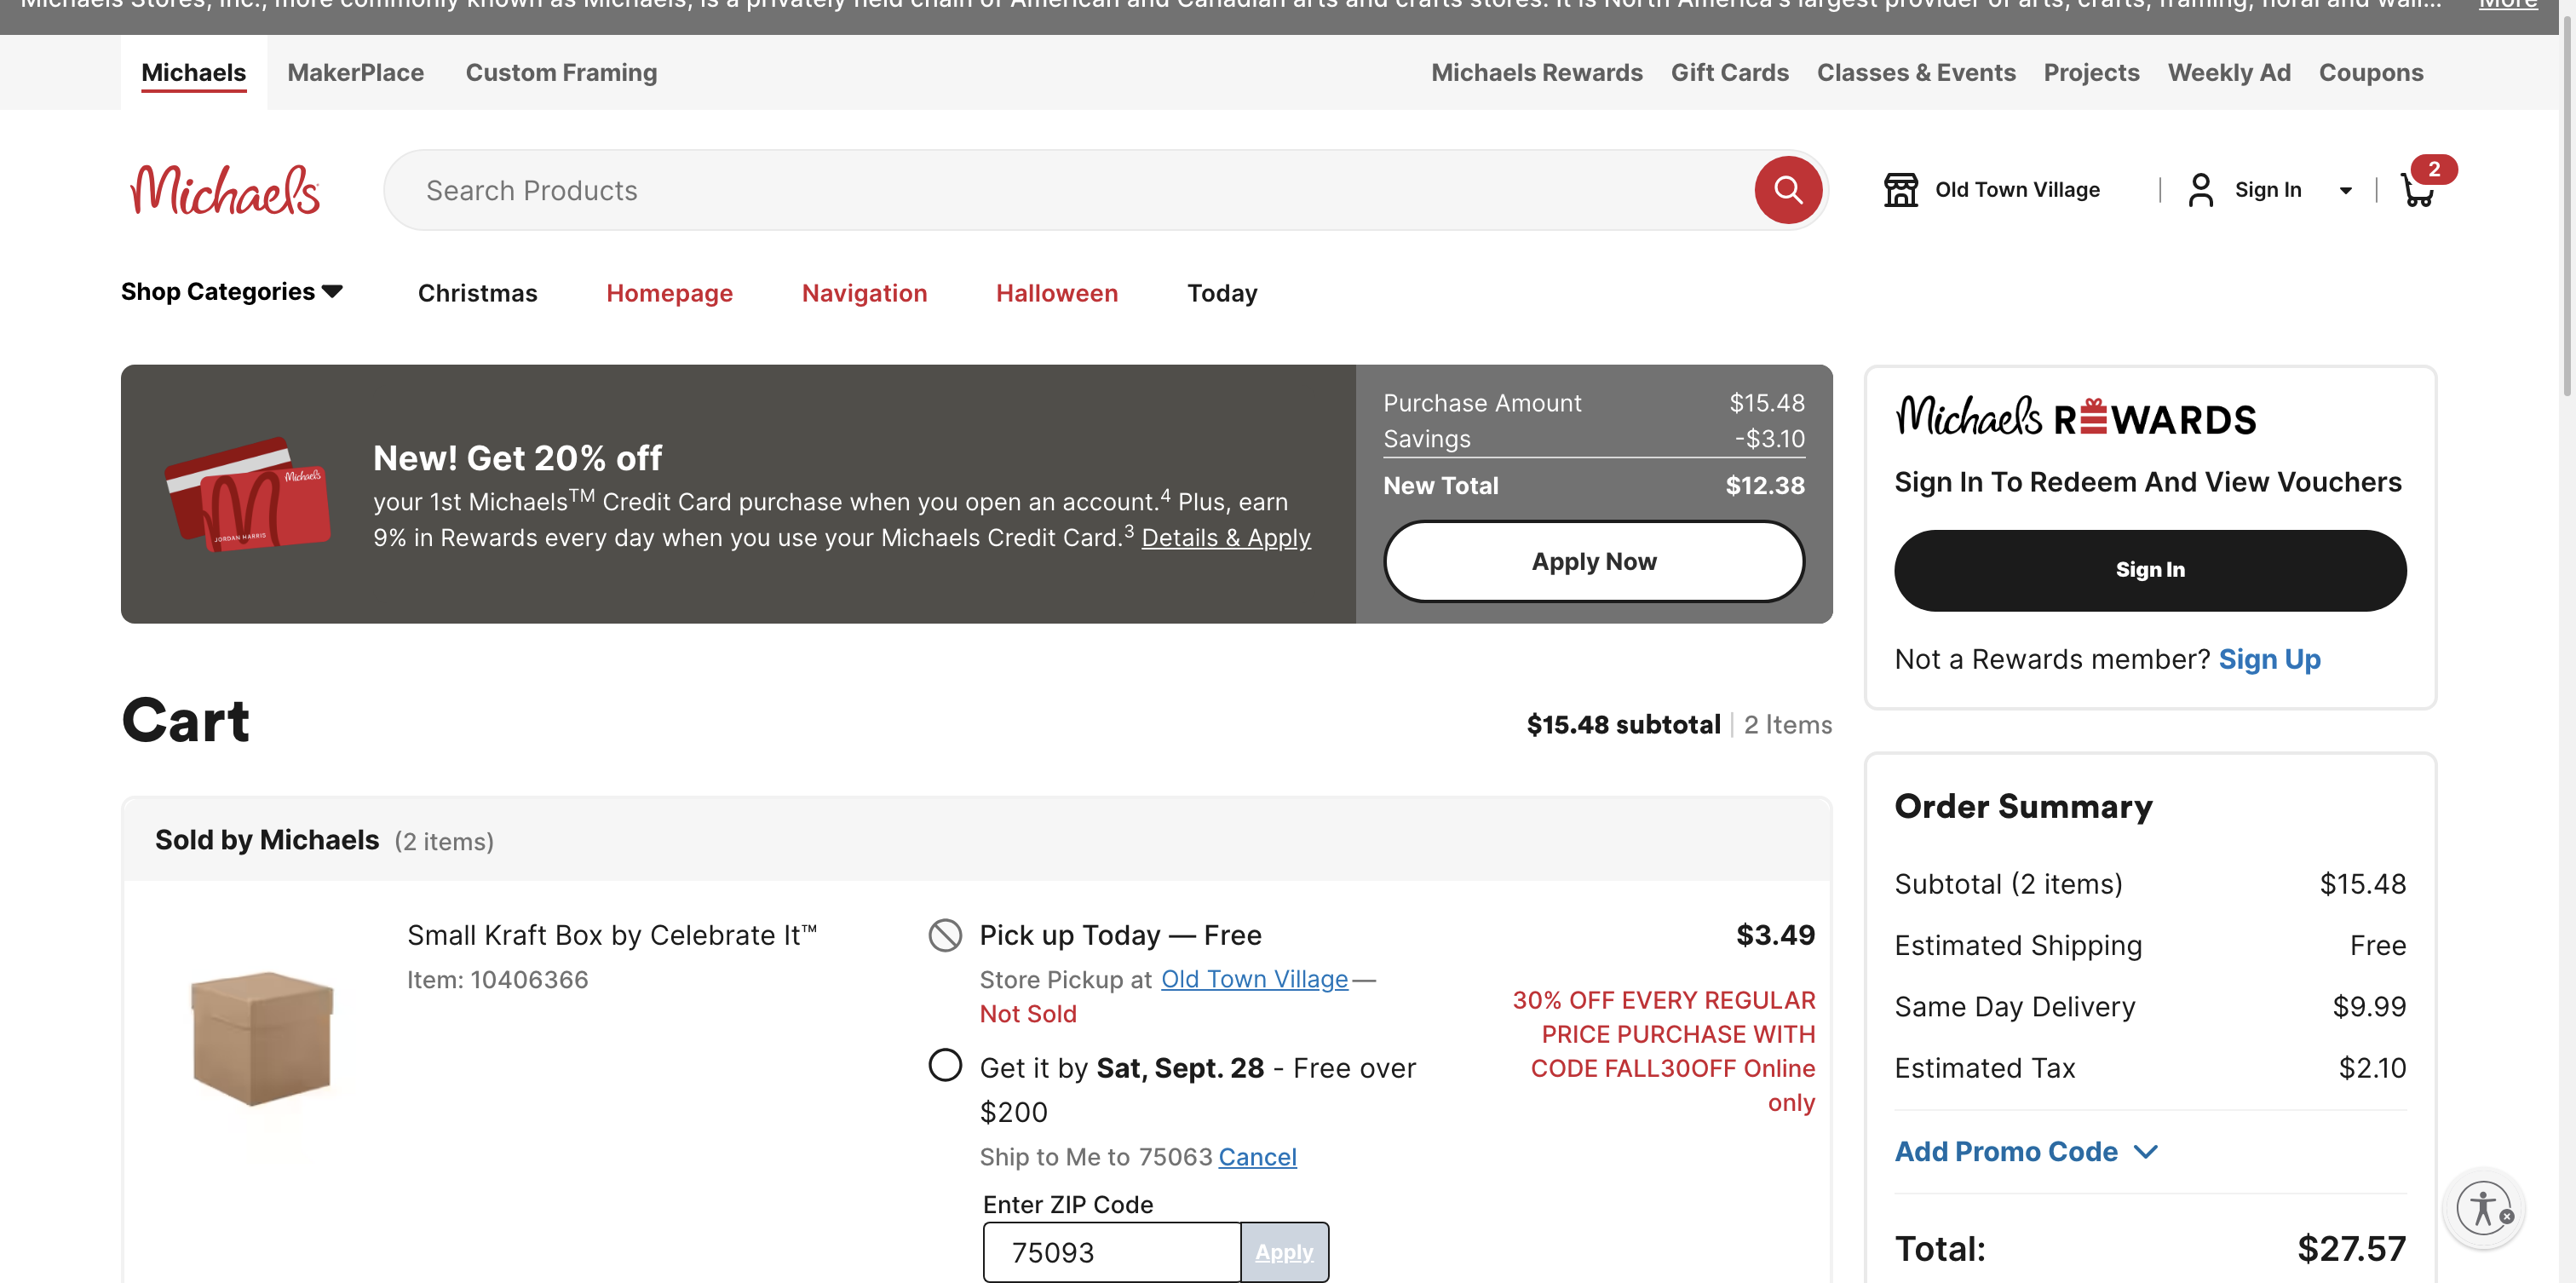 Michaels Stores, Inc., more commonly known as Michaels, is a privately held chain of American and Canadian arts and crafts stores. It is North America's largest provider of arts, crafts, framing, floral and wall... More
Michaels MakerPlace Custom Framing Michaels Rewards Gift Cards Classes & Events Projects Weekly Ad Coupons
Michaels Search Products Old Town Village Sign In 2
Shop Categories Christmas Homepage Navigation Halloween Today
New! Get 20% off
your 1st Michaels™ Credit Card purchase when you open an account.⁴ Plus, earn
9% in Rewards every day when you use your Michaels Credit Card.³ Details & Apply
Michaels
JORDAN HARRIS
Purchase Amount $15.48
Savings -$3.10
New Total $12.38
Apply Now
Michaels REWARDS
Sign In To Redeem And View Vouchers
Sign In
Not a Rewards member? Sign Up
Cart
$15.48 subtotal | 2 Items
Sold by Michaels (2 items)
Small Kraft Box by Celebrate It™
Item: 10406366
Pick up Today — Free
Store Pickup at Old Town Village—
Not Sold
Get it by Sat, Sept. 28 - Free over
$200
Ship to Me to 75063 Cancel
Enter ZIP Code
75093 Apply
$3.49
30% OFF EVERY REGULAR
PRICE PURCHASE WITH
CODE FALL30OFF Online
only
Order Summary
Subtotal (2 items) $15.48
Estimated Shipping Free
Same Day Delivery $9.99
Estimated Tax $2.10
Add Promo Code
Total: $27.57